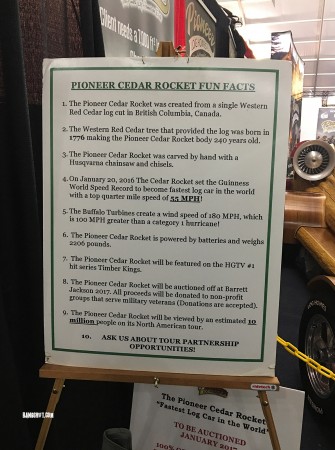 PIONEER
Client needs a 1,000 f
PIONEER CEDAR ROCKET FUN FACTS
1. The Pioneer Cedar Rocket was created from a single Western
Red Cedar log cut in British Columbia, Canada.
2. The Western Red Cedar tree that provided the log was born in
1776 making the Pioneer Cedar Rocket body 240 years old.
3. The Pioneer Cedar Rocket was carved by hand with a
Husqvarna chainsaw and chisels.
4. On January 20, 2016 The Cedar Rocket set the Guinness
World Speed Record to become fastest log car in the world
with a top quarter mile speed of 55 MPH!
5. The Buffalo Turbines create a wind speed of 180 MPH, which
is 100 MPH greater than a category 1 hurricane!
6. The Pioneer Cedar Rocket is powered by batteries and weighs
2206 pounds.
7. The Pioneer Cedar Rocket will be featured on the HGTV #1
hit series Timber Kings.
8. The Pioneer Cedar Rocket will be auctioned off at Barrett
Jackson 2017. All proceeds will be donated to non-profit
groups that serve military veterans (Donations are accepted).
9. The Pioneer Cedar Rocket will be viewed by an estimated 10
million people on its North American tour.
10. ASK US ABOUT TOUR PARTNERSHIP
OPPORTUNITIES!
The Pioneer Cedar Rocket
"Fastest Log Car in the World"
TO BE AUCTIONED
JANUARY 2017
100%
BANGSHIFT.COM